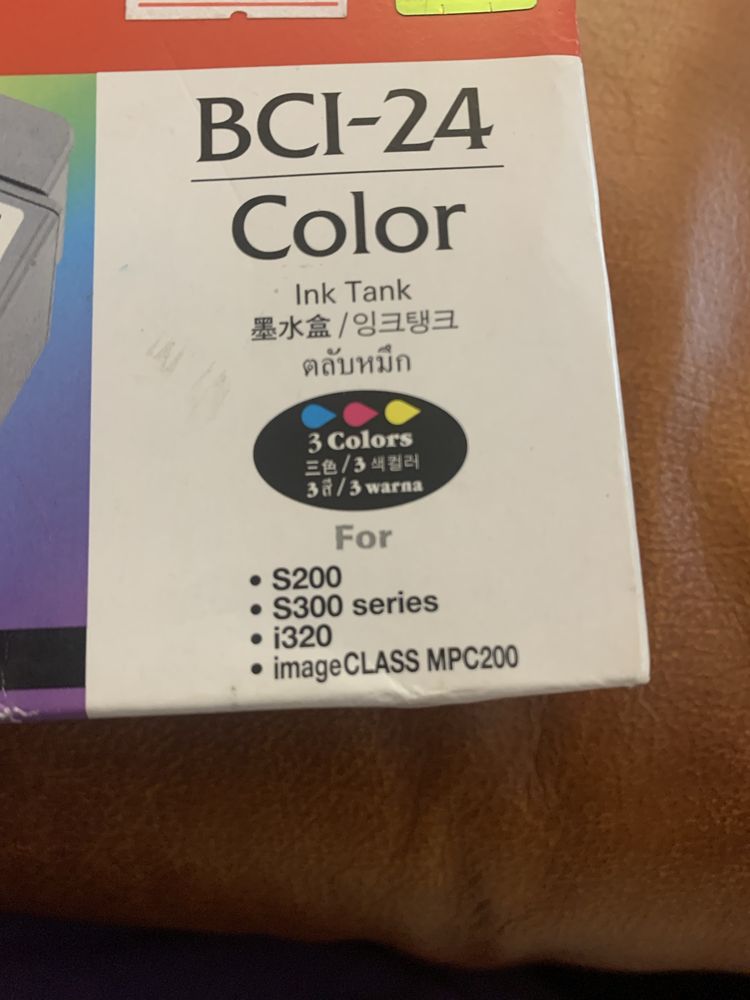 BCI-24
Color
Ink Tank
墨水盒/잉크탱크
ตลับหมึก
3 Colors
三色/3 색컬러
3 สี/3 warna
For
• S200
• S300 series
• i320
• imageCLASS MPC200